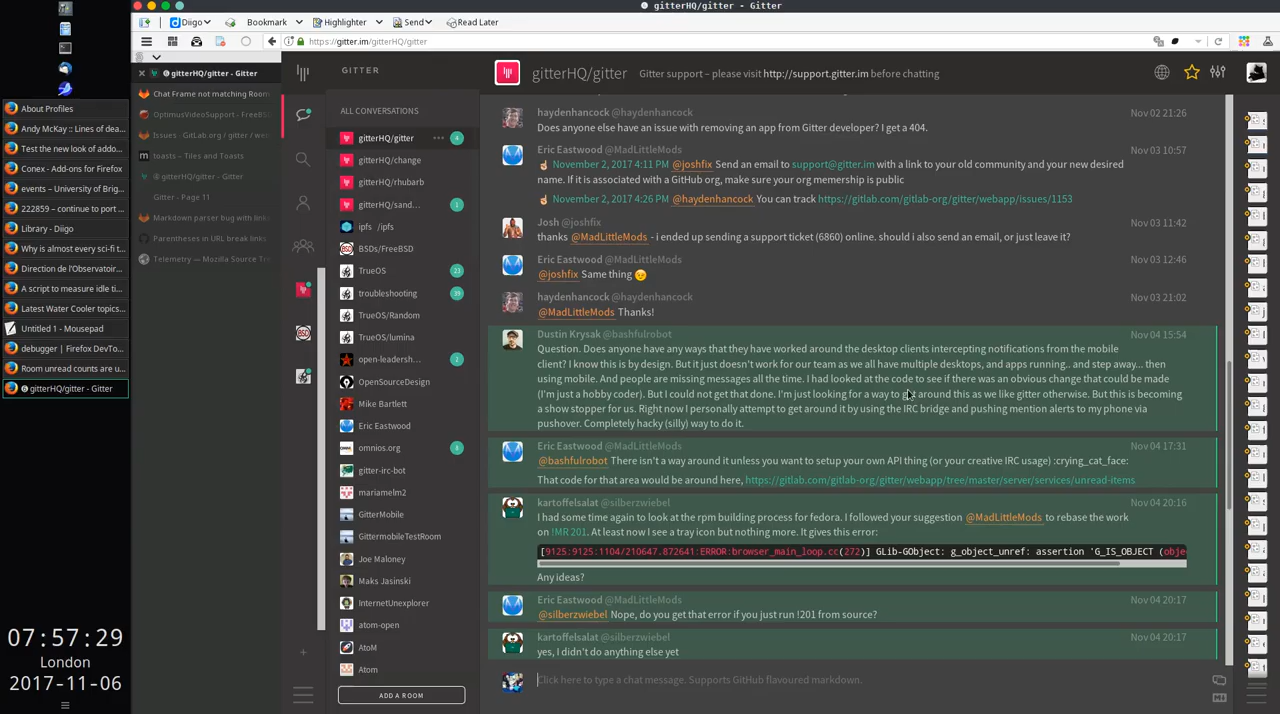 gitterHQ/gitter - Gitter
Diigo
Bookmark
Highlighter
Send
Read Later
https://gitter.im/gitterHQ/gitter
gitterHQ/gitter - Gitter
Chat Frame not matching Room
OptimusVideoSupport - FreeBS
Issues · GitLab.org / gitter / we
toasts – Tiles and Toasts
gitterHQ/gitter - Gitter
Gitter - Page 11
Markdown parser bug with link
Parentheses in URL break links
Telemetry — Mozilla Source Tr
About Profiles
Andy McKay :: Lines of dea...
Test the new look of addo...
Conex - Add-ons for Firefox
events – University of Brig...
222859 – continue to port ...
Library - Diigo
Why is almost every sci-fi t...
Direction de l'Observatoir...
A script to measure idle ti...
Latest Water Cooler topics...
Untitled 1 - Mousepad
debugger | Firefox DevTo...
Room unread counts are u...
gitterHQ/gitter - Gitter
07:57:29
London
2017-11-06
GITTER
ALL CONVERSATIONS
gitterHQ/gitter ••• 4
gitterHQ/change
gitterHQ/rhubarb
gitterHQ/sand... 1
ipfs /ipfs
BSDs/FreeBSD
TrueOS 23
troubleshooting 39
TrueOS/Random
TrueOS/lumina
open-leadersh... 2
OpenSourceDesign
Mike Bartlett
Eric Eastwood
omnios.org 4
gitter-irc-bot
mariamelm2
GitterMobile
GittermobileTestRoom
Joe Maloney
Maks Jasinski
InternetUnexplorer
atom-open
AtoM
Atom
ADD A ROOM
gitterHQ/gitter Gitter support – please visit http://support.gitter.im before chatting
haydenhancock @haydenhancock Nov 02 21:26
Does anyone else have an issue with removing an app from Gitter developer? I get a 404.
Eric Eastwood @MadLittleMods Nov 03 10:57
☝ November 2, 2017 4:11 PM @joshfix Send an email to support@gitter.im with a link to your old community and your new desired
name. If it is associated with a GitHub org, make sure your org memership is public
☝ November 2, 2017 4:26 PM @haydenhancock You can track https://gitlab.com/gitlab-org/gitter/webapp/issues/1153
Josh @joshfix Nov 03 11:42
thanks @MadLittleMods - i ended up sending a support ticket (6860) online. should i also send an email, or just leave it?
Eric Eastwood @MadLittleMods Nov 03 12:46
@joshfix Same thing
haydenhancock @haydenhancock Nov 03 21:02
@MadLittleMods Thanks!
Dustin Krysak @bashfulrobot Nov 04 15:54
Question. Does anyone have any ways that they have worked around the desktop clients intercepting notifications from the mobile
client? I know this is by design. But it just doesn't work for our team as we all have multiple desktops, and apps running.. and step away... then
using mobile. And people are missing messages all the time. I had looked at the code to see if there was an obvious change that could be made
(I'm just a hobby coder). But I could not get that done. I'm just looking for a way to get around this as we like gitter otherwise. But this is becoming
a show stopper for us. Right now I personally attempt to get around it by using the IRC bridge and pushing mention alerts to my phone via
pushover. Completely hacky (silly) way to do it.
Eric Eastwood @MadLittleMods Nov 04 17:31
@bashfulrobot There isn't a way around it unless you want to setup your own API thing (or your creative IRC usage) :crying_cat_face:
That code for that area would be around here, https://gitlab.com/gitlab-org/gitter/webapp/tree/master/server/services/unread-items
kartoffelsalat @silberzwiebel Nov 04 20:16
I had some time again to look at the rpm building process for fedora. I followed your suggestion @MadLittleMods to rebase the work
on !MR 201. At least now I see a tray icon but nothing more. It gives this error:
[9125:9125:1104/210647.872641:ERROR:browser_main_loop.cc(272)] GLib-GObject: g_object_unref: assertion 'G_IS_OBJECT (obje
Any ideas?
Eric Eastwood @MadLittleMods Nov 04 20:17
@silberzwiebel Nope, do you get that error if you just run !201 from source?
kartoffelsalat @silberzwiebel Nov 04 20:17
yes, I didn't do anything else yet
Click here to type a chat message. Supports GitHub flavoured markdown.